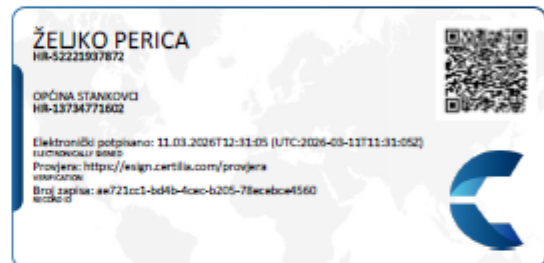 ŽELJKO PERICA
HR-52221937872
OPĆINA STANKOVCI
HR-13734771602
Elektronički potpisano: 11.03.2026T12:31:05 (UTC:2026-03-11T11:31:05Z)
ELECTRONICALLY SIGNED
Provjera: https://esign.certilia.com/provjera
VERIFICATION
Broj zapisa: ae721cc1-bd4b-4cec-b205-78ecebce4560
RECORD ID